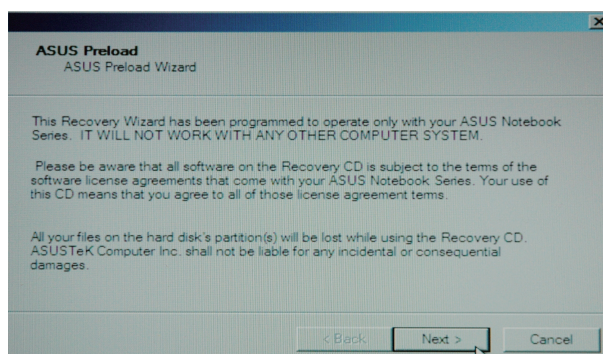 ASUS Preload
ASUS Preload Wizard
This Recovery Wizard has been programmed to operate only with your ASUS Notebook
Series. IT WILL NOT WORK WITH ANY OTHER COMPUTER SYSTEM.
Please be aware that all software on the Recovery CD is subject to the terms of the
software license agreements that come with your ASUS Notebook Series. Your use of
this CD means that you agree to all of those license agreement terms.
All your files on the hard disk's partition(s) will be lost while using the Recovery CD.
ASUSTeK Computer Inc. shall not be liable for any incidental or consequential
damages.
< Back Next > Cancel